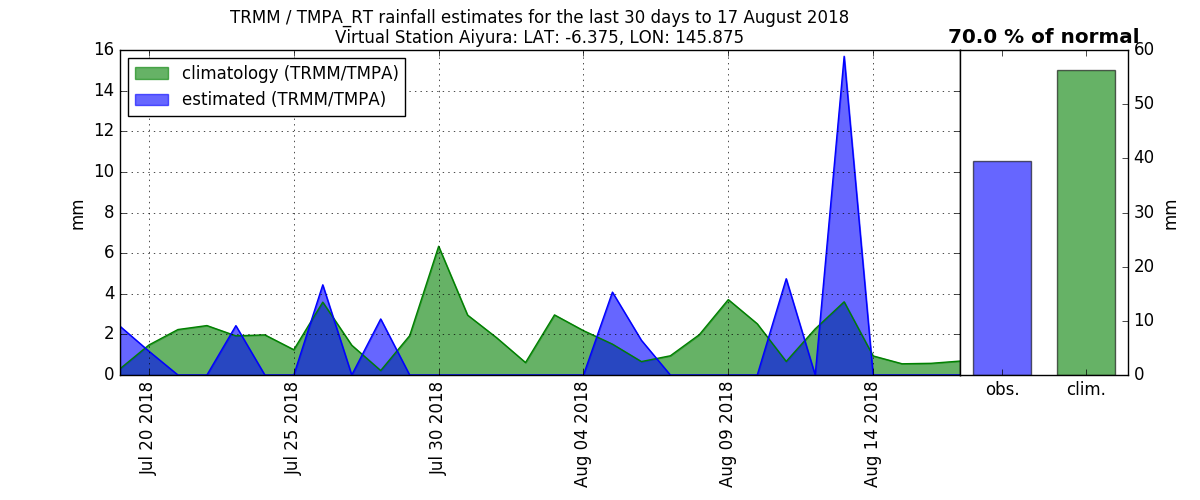 TRMM / TMPA_RT rainfall estimates for the last 30 days to 17 August 2018
Virtual Station Aiyura: LAT: -6.375, LON: 145.875
70.0 % of normal
climatology (TRMM/TMPA)
estimated (TRMM/TMPA)
mm
16
14
12
10
8
6
4
2
0
Jul 20 2018
Jul 25 2018
Jul 30 2018
Aug 04 2018
Aug 09 2018
Aug 14 2018
obs.
clim.
60
50
40
30
20
10
0
mm